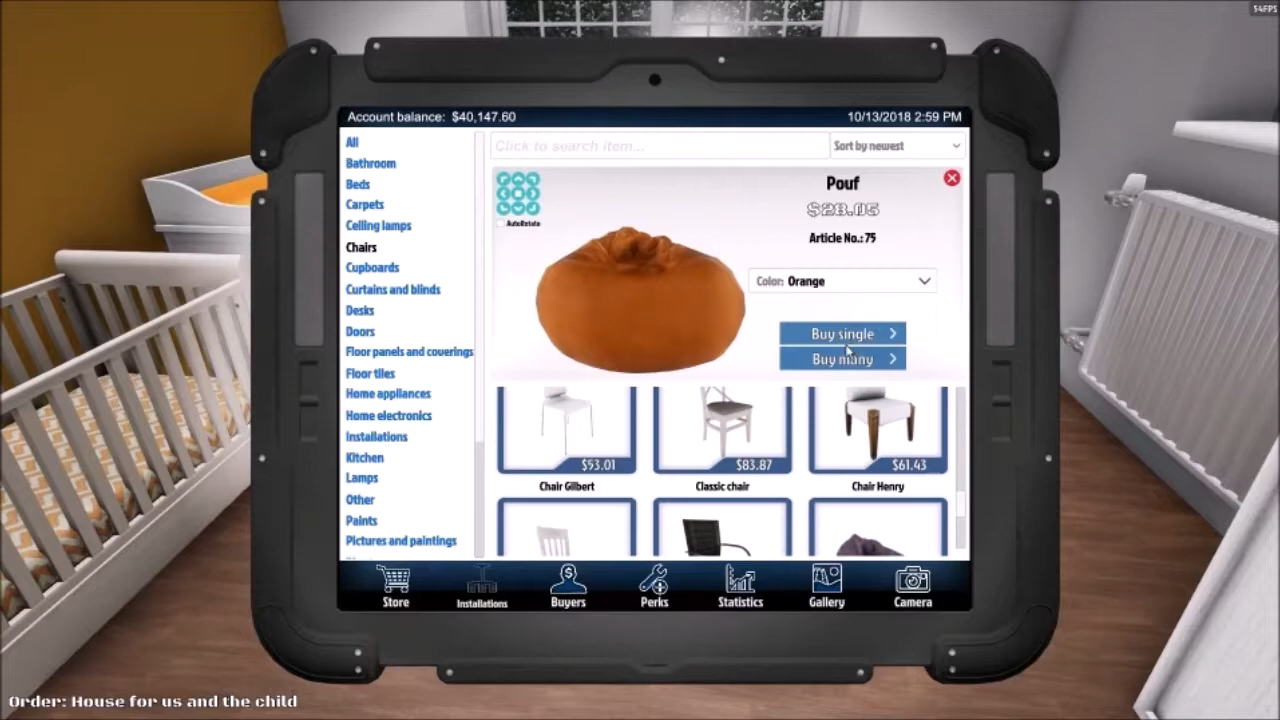 54FPS
Account balance: $40,147.60
10/13/2018 2:59 PM
All
Bathroom
Beds
Carpets
Ceiling lamps
Chairs
Cupboards
Curtains and blinds
Desks
Doors
Floor panels and coverings
Floor tiles
Home appliances
Home electronics
Installations
Kitchen
Lamps
Other
Paints
Pictures and paintings
Click to search item...
Sort by newest
AutoRotate
Pouf
$28.05
Article No.: 75
Color: Orange
Buy single
Buy many
$53.01
$83.87
$61.43
Chair Gilbert
Classic chair
Chair Henry
Store
Installations
Buyers
Perks
Statistics
Gallery
Camera
Order: House for us and the child